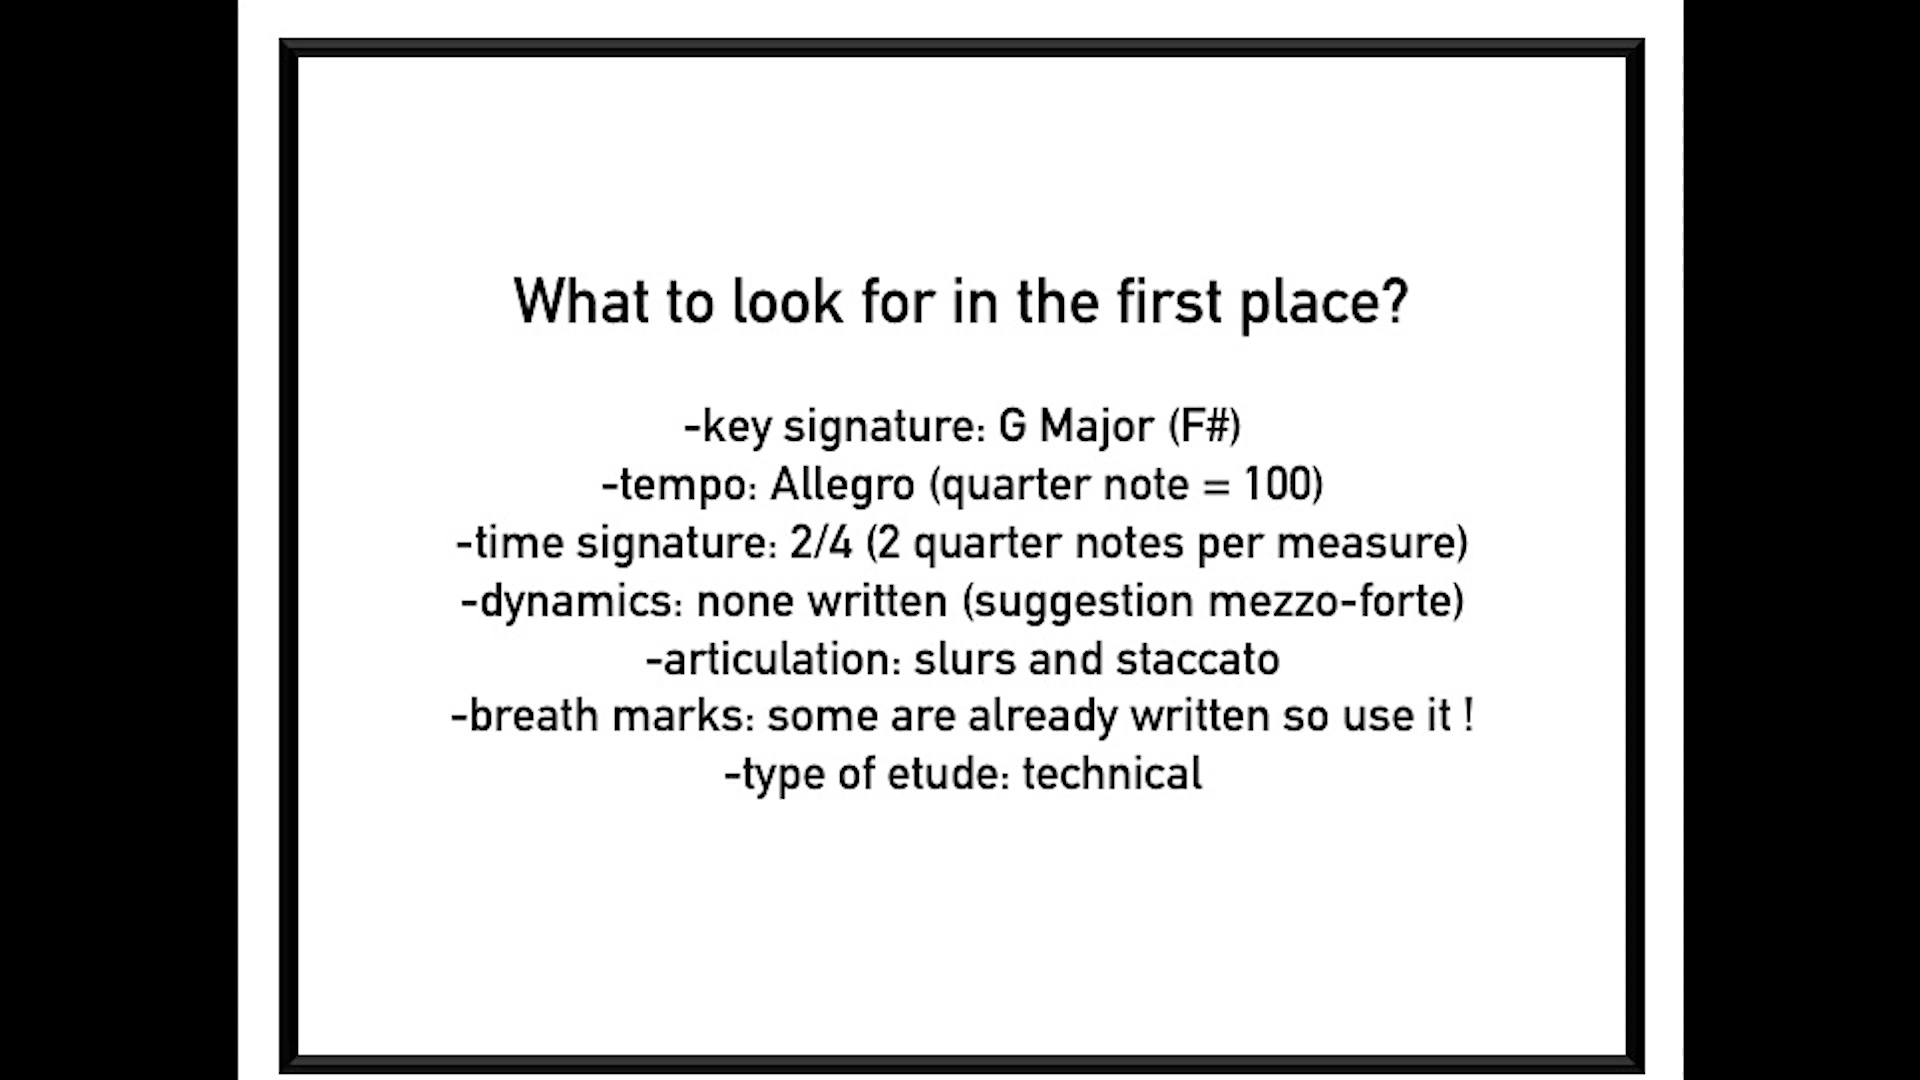 What to look for in the first place?
-key signature: G Major (F#)
-tempo: Allegro (quarter note = 100)
-time signature: 2/4 (2 quarter notes per measure)
-dynamics: none written (suggestion mezzo-forte)
-articulation: slurs and staccato
-breath marks: some are already written so use it !
-type of etude: technical